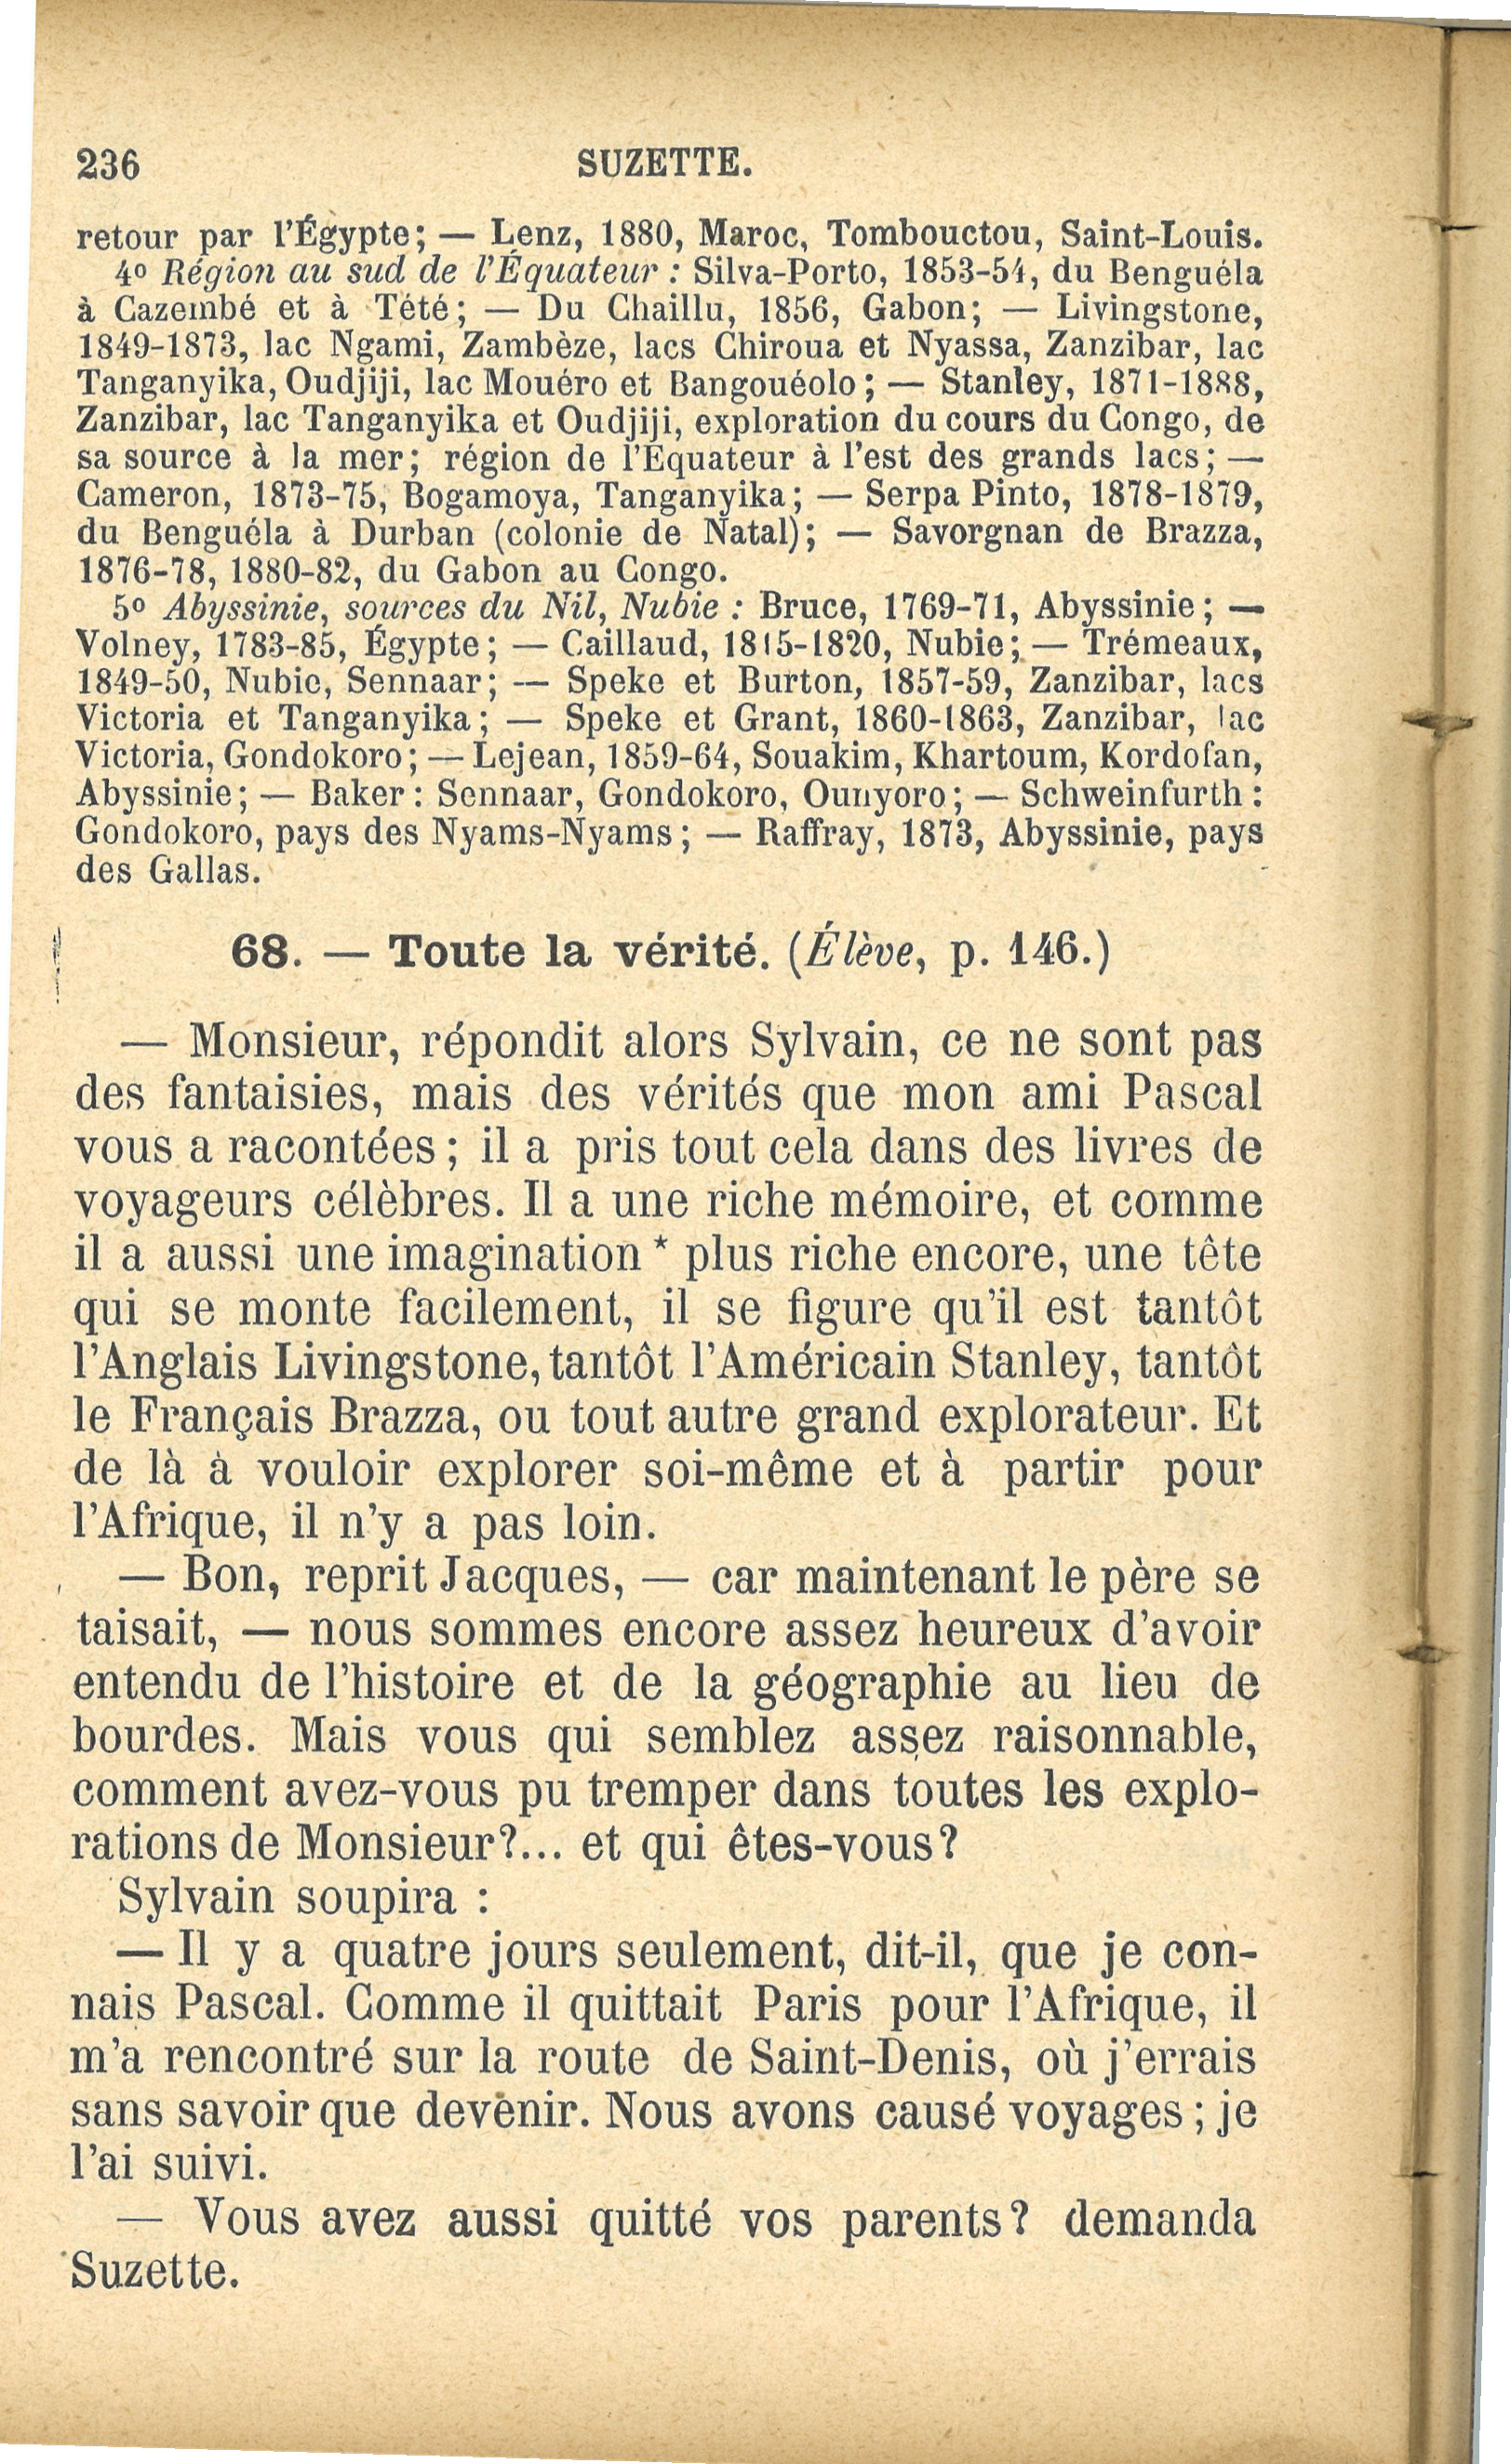 236 SUZETTE.
retour par l'Égypte; — Lenz, 1880, Maroc, Tombouctou, Saint-Louis.
4o Région au sud de l'Équateur : Silva-Porto, 1853-54, du Benguéla
à Cazembé et à Tété; — Du Chaillu, 1856, Gabon; — Livingstone,
1849-1873, lac Ngami, Zambèze, lacs Chiroua et Nyassa, Zanzibar, lac
Tanganyika, Oudjiji, lac Mouéro et Bangouéolo; — Stanley, 1871-1888,
Zanzibar, lac Tanganyika et Oudjiji, exploration du cours du Congo, de
sa source à la mer; région de l'Equateur à l'est des grands lacs; —
Cameron, 1873-75, Bogamoya, Tanganyika; — Serpa Pinto, 1878-1879,
du Benguéla à Durban (colonie de Natal); — Savorgnan de Brazza,
1876-78, 1880-82, du Gabon au Congo.
5o Abyssinie, sources du Nil, Nubie : Bruce, 1769-71, Abyssinie; —
Volney, 1783-85, Égypte; — Caillaud, 1815-1820, Nubie; — Trémeaux,
1849-50, Nubie, Sennaar; — Speke et Burton, 1857-59, Zanzibar, lacs
Victoria et Tanganyika; — Speke et Grant, 1860-1863, Zanzibar, lac
Victoria, Gondokoro; — Lejean, 1859-64, Souakim, Khartoum, Kordofan,
Abyssinie; — Baker: Sennaar, Gondokoro, Ounyoro; — Schweinfurth:
Gondokoro, pays des Nyams-Nyams; — Raffray, 1873, Abyssinie, pays
des Gallas.
68. — Toute la vérité. (Élève, p. 146.)
— Monsieur, répondit alors Sylvain, ce ne sont pas
des fantaisies, mais des vérités que mon ami Pascal
vous a racontées; il a pris tout cela dans des livres de
voyageurs célèbres. Il a une riche mémoire, et comme
il a aussi une imagination * plus riche encore, une tête
qui se monte facilement, il se figure qu'il est tantôt
l'Anglais Livingstone, tantôt l'Américain Stanley, tantôt
le Français Brazza, ou tout autre grand explorateur. Et
de là à vouloir explorer soi-même et à partir pour
l'Afrique, il n'y a pas loin.
— Bon, reprit Jacques, — car maintenant le père se
taisait, — nous sommes encore assez heureux d'avoir
entendu de l'histoire et de la géographie au lieu de
bourdes. Mais vous qui semblez assez raisonnable,
comment avez-vous pu tremper dans toutes les explo-
rations de Monsieur?... et qui êtes-vous?
Sylvain soupira :
— Il y a quatre jours seulement, dit-il, que je con-
nais Pascal. Comme il quittait Paris pour l'Afrique, il
m'a rencontré sur la route de Saint-Denis, où j'errais
sans savoir que devenir. Nous avons causé voyages; je
l'ai suivi.
— Vous avez aussi quitté vos parents? demanda
Suzette.